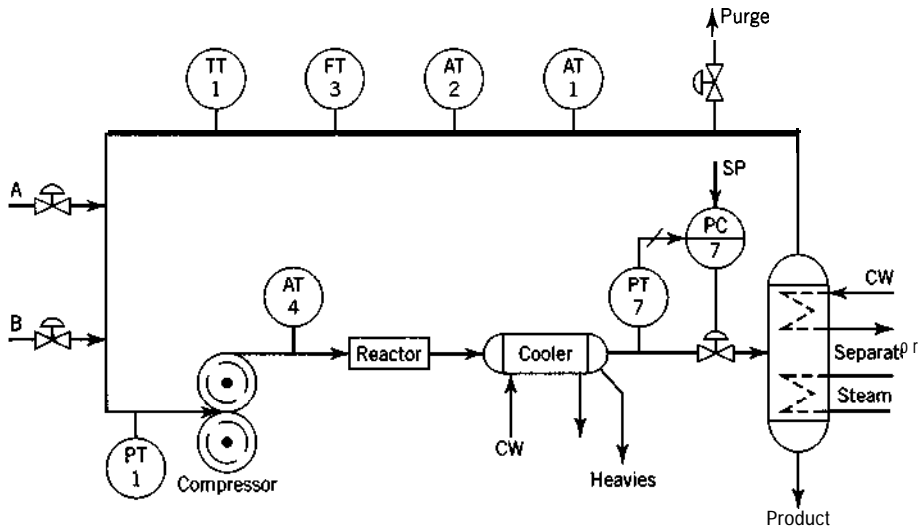 Purge
TT
1
FT
3
AT
2
AT
1
SP
A
PC
7
AT
4
PT
7
CW
B
Reactor
Cooler
Separator
Steam
PT
1
CW
Compressor
Heavies
Product